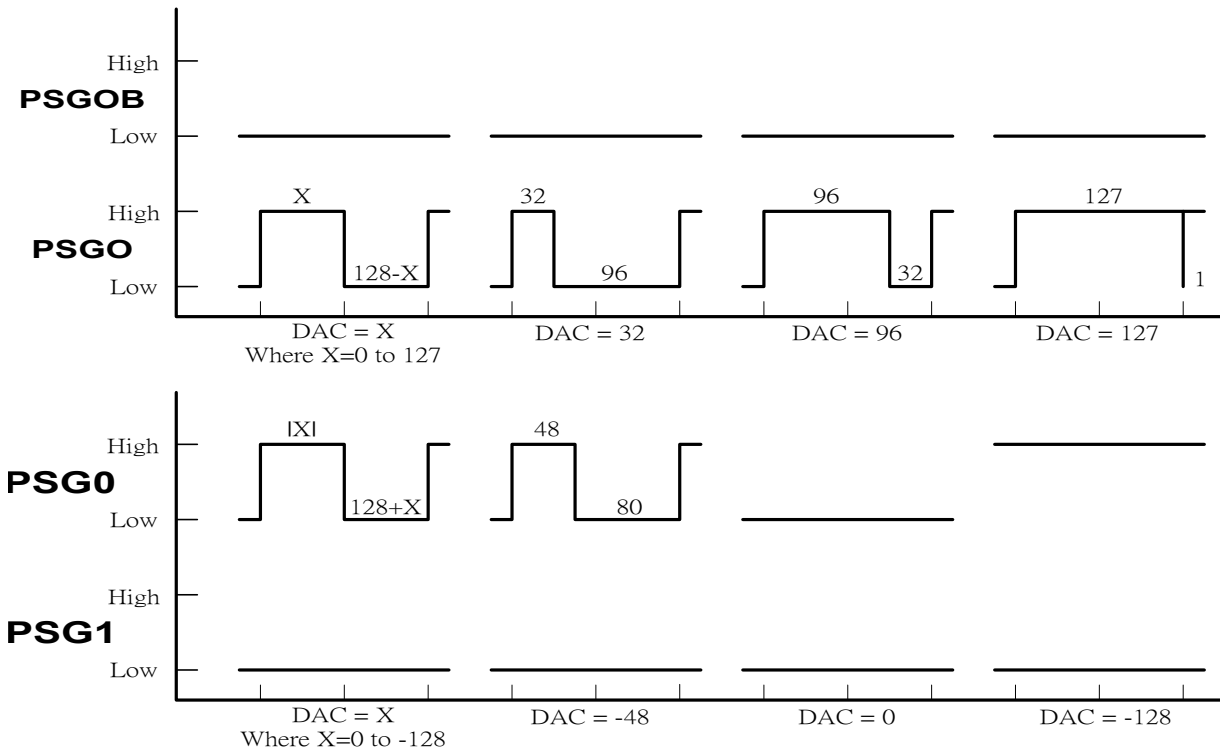 High
PSGOB
Low
X 32 96 127
High
PSGO
128-X 96 32 1
Low
DAC = X DAC = 32 DAC = 96 DAC = 127
Where X=0 to 127
|X| 48
High
PSG0
128+X 80
Low
High
PSG1
Low
DAC = X DAC = -48 DAC = 0 DAC = -128
Where X=0 to -128